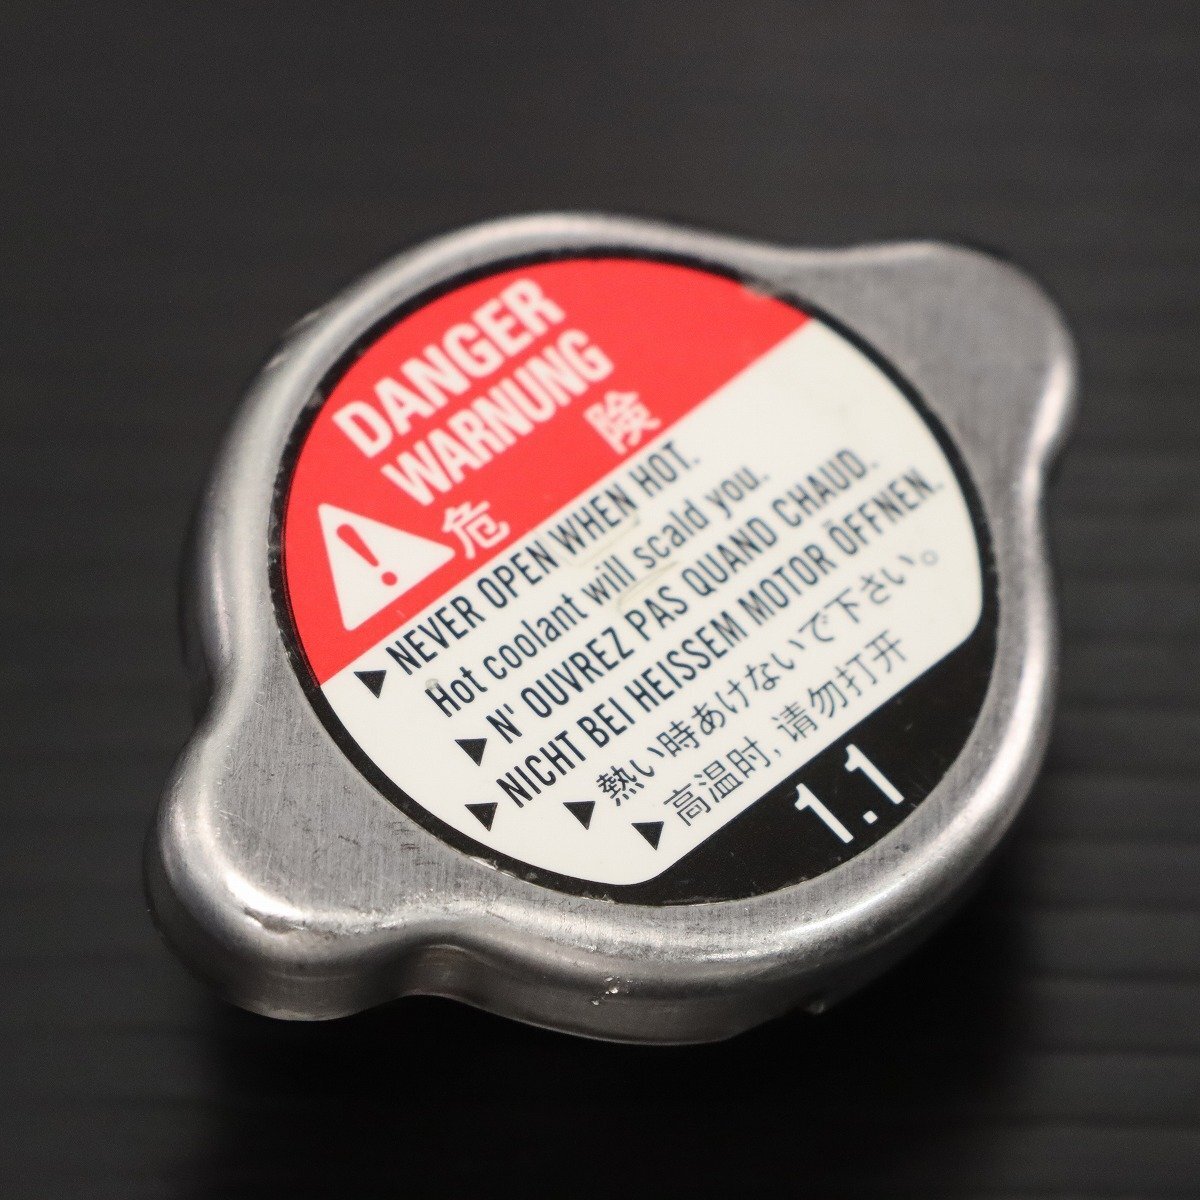 DANGER
WARNUNG
危 険
NEVER OPEN WHEN HOT.
Hot coolant will scald you.
N' OUVREZ PAS QUAND CHAUD.
NICHT BEI HEISSEM MOTOR ÖFFNEN.
熱い時あけないで下さい。
高温时, 请勿打开
1.1